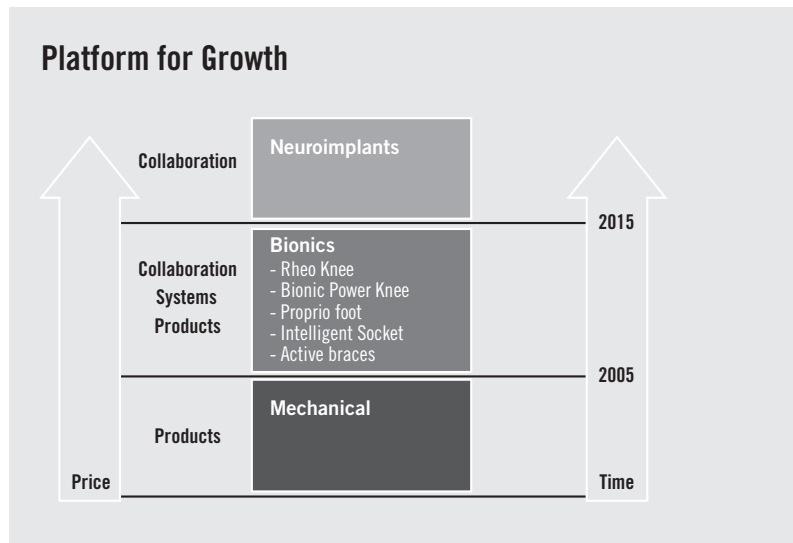 Platform for Growth
Collaboration
Neuroimplants
2015
Collaboration
Systems
Products
Bionics
- Rheo Knee
- Bionic Power Knee
- Proprio foot
- Intelligent Socket
- Active braces
2005
Products
Mechanical
Price
Time